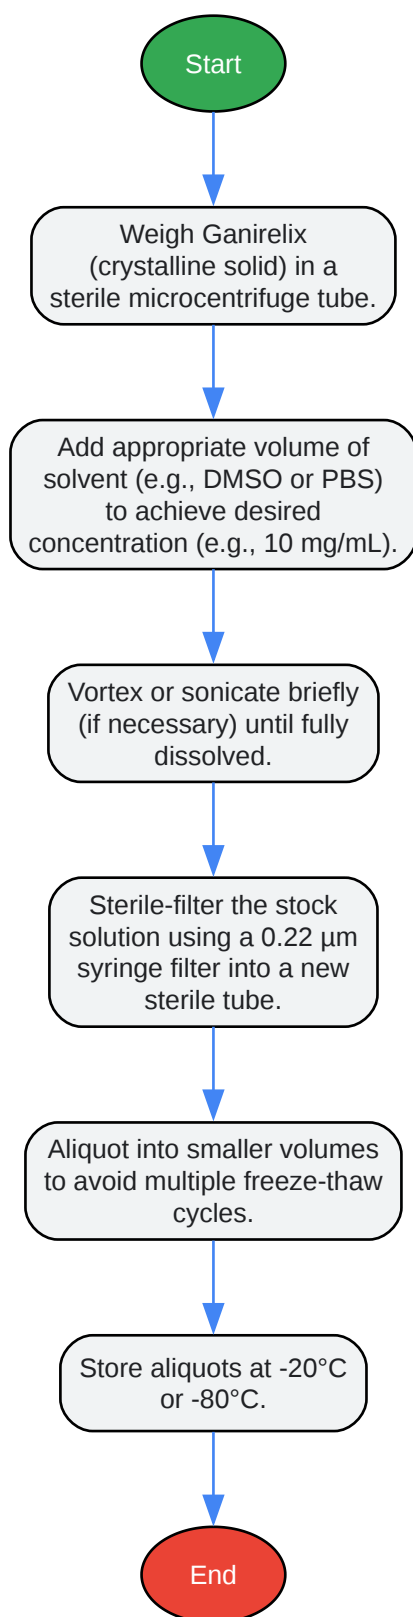 Start
Weigh Ganirelix
(crystalline solid) in a
sterile microcentrifuge tube.
Add appropriate volume of
solvent (e.g., DMSO or PBS)
to achieve desired
concentration (e.g., 10 mg/mL).
Vortex or sonicate briefly
(if necessary) until fully
dissolved.
Sterile-filter the stock
solution using a 0.22 µm
syringe filter into a new
sterile tube.
Aliquot into smaller volumes
to avoid multiple freeze-thaw
cycles.
Store aliquots at -20°C
or -80°C.
End